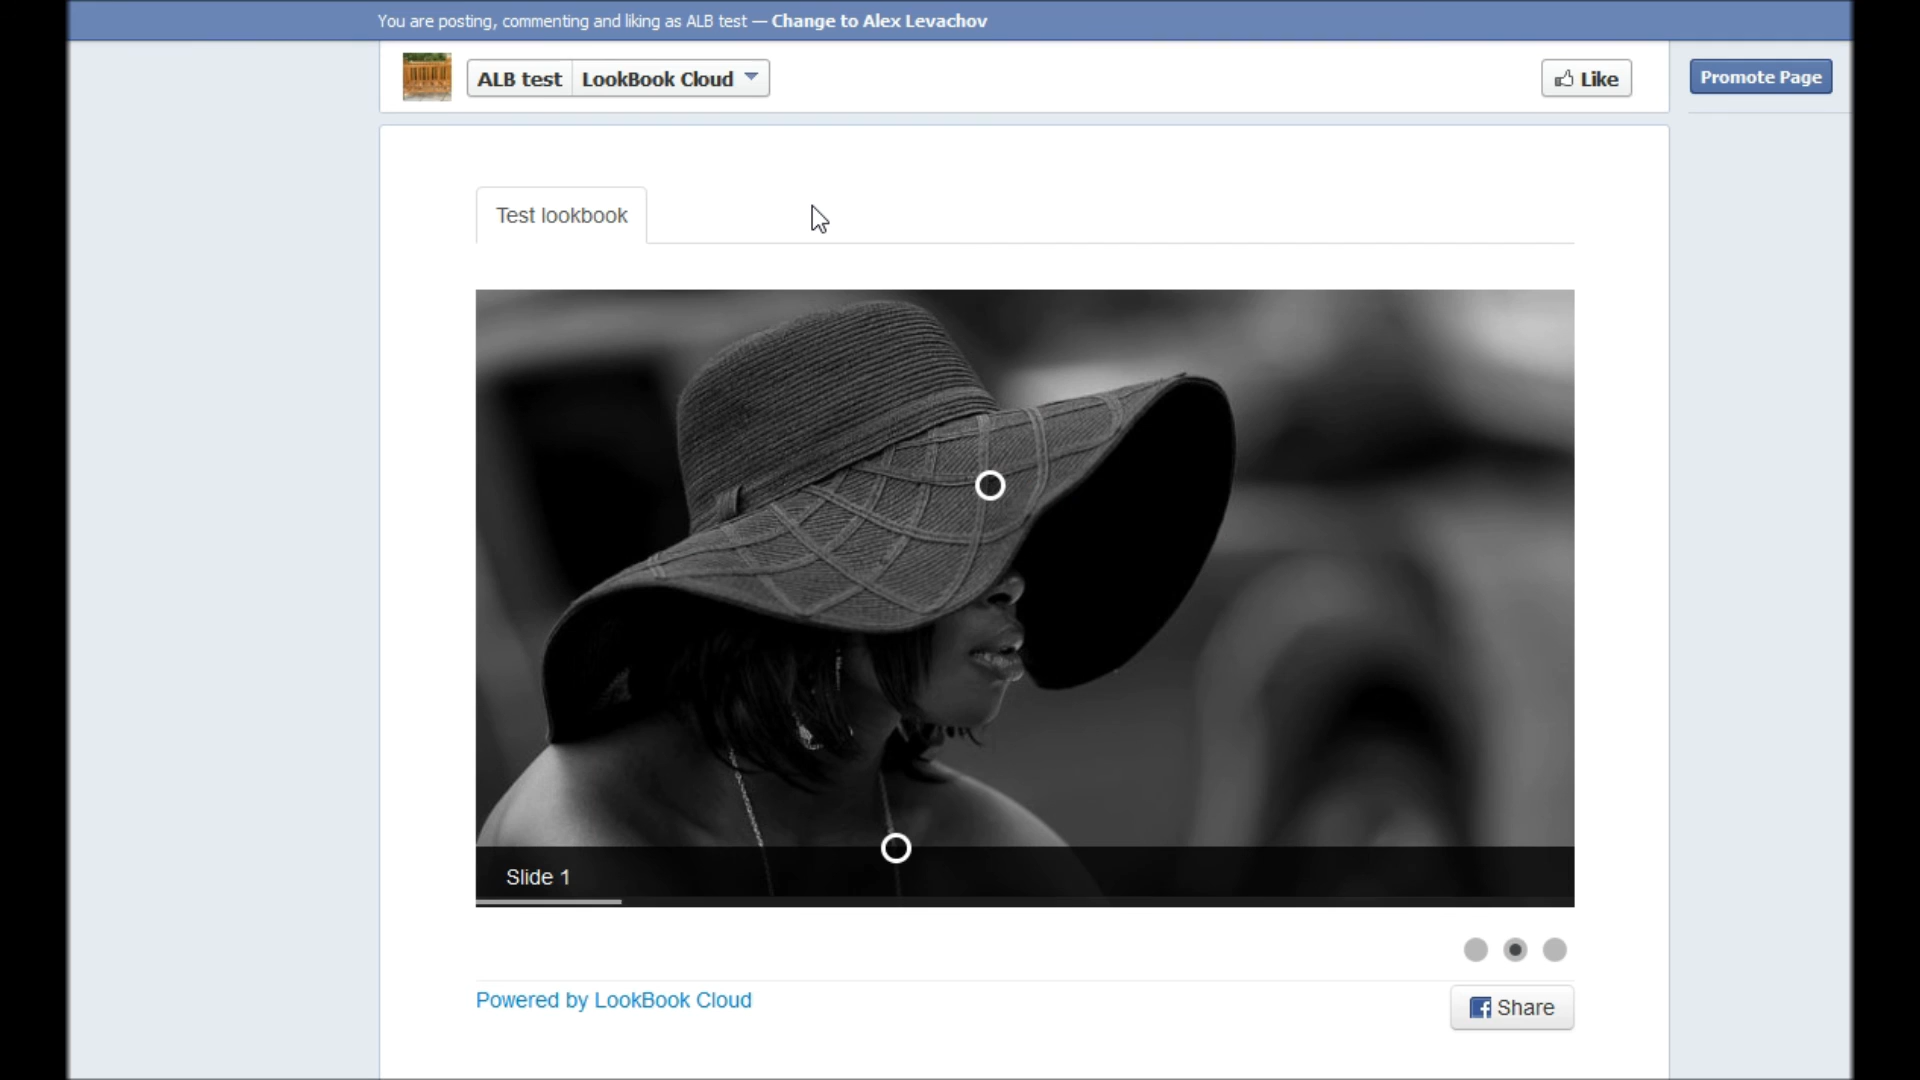 You are posting, commenting and liking as ALB test — Change to Alex Levachov
ALB test LookBook Cloud
Like
Promote Page
Test lookbook
Slide 1
Powered by LookBook Cloud
Share